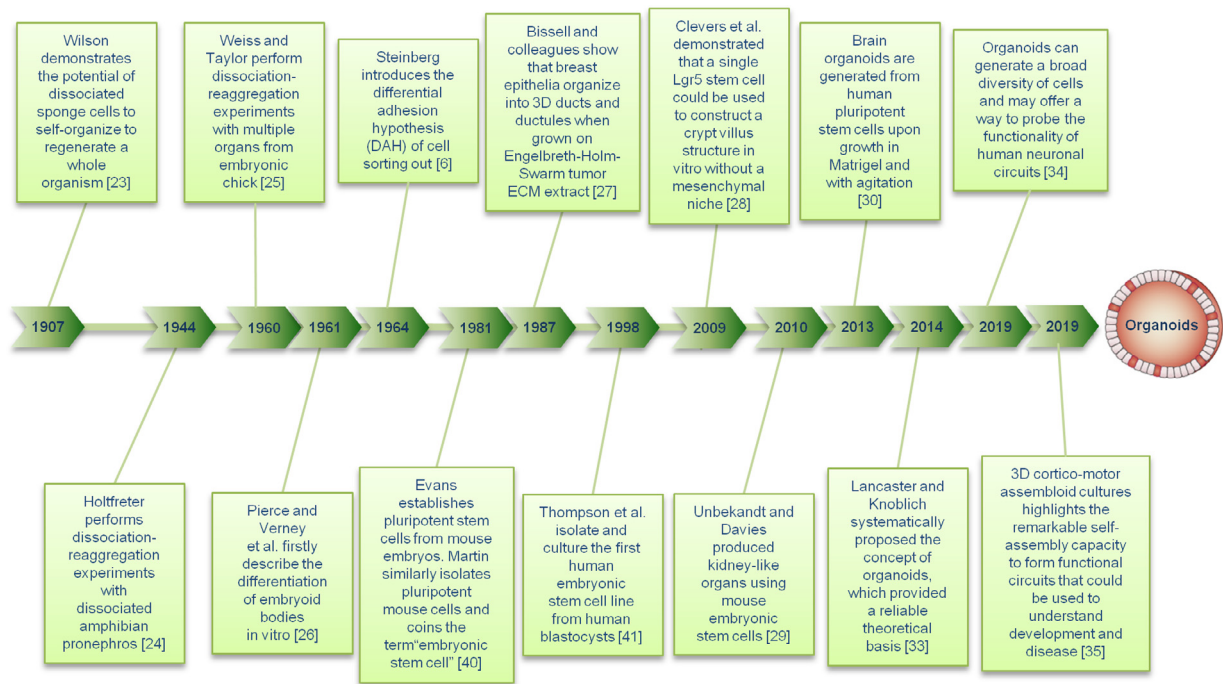 Wilson
demonstrates
the potential of
dissociated
sponge cells to
self-organize to
regenerate a
whole
organism [23]
Weiss and
Taylor perform
dissociation-
reaggregation
experiments
with multiple
organs from
embryonic
chick [25]
Steinberg
introduces the
differential
adhesion
hypothesis
(DAH) of cell
sorting out [6]
Bissell and
colleagues show
that breast
epithelia organize
into 3D ducts and
ductules when
grown on
Engelbreth-Holm-
Swarm tumor
ECM extract [27]
Clevers et al.
demonstrated
that a single
Lgr5 stem cell
could be used
to construct a
crypt villus
structure in
vitro without a
mesenchymal
niche [28]
Brain
organoids are
generated from
human
pluripotent
stem cells upon
growth in
Matrigel and
with agitation
[30]
Organoids can
generate a broad
diversity of cells
and may offer a
way to probe the
functionality of
human neuronal
circuits [34]
1907
1944
1960
1961
1964
1981
1987
1998
2009
2010
2013
2014
2019
2019
Organoids
Holtfreter
performs
dissociation-
reaggregation
experiments
with
dissociated
amphibian
pronephros [24]
Pierce and
Verney
et al. firstly
describe the
differentiation
of embryoid
bodies
in vitro [26]
Evans
establishes
pluripotent stem
cells from mouse
embryos. Martin
similarly isolates
pluripotent
mouse cells and
coins the
term“embryonic
stem cell” [40]
Thompson et al.
isolate and
culture the first
human
embryonic
stem cell line
from human
blastocysts [41]
Unbekandt and
Davies
produced
kidney-like
organs using
mouse
embryonic
stem cells [29]
Lancaster and
Knoblich
systematically
proposed the
concept of
organoids,
which provided
a reliable
theoretical
basis [33]
3D cortico-motor
assembloid cultures
highlights the
remarkable self-
assembly capacity
to form functional
circuits that could
be used to
understand
development and
disease [35]